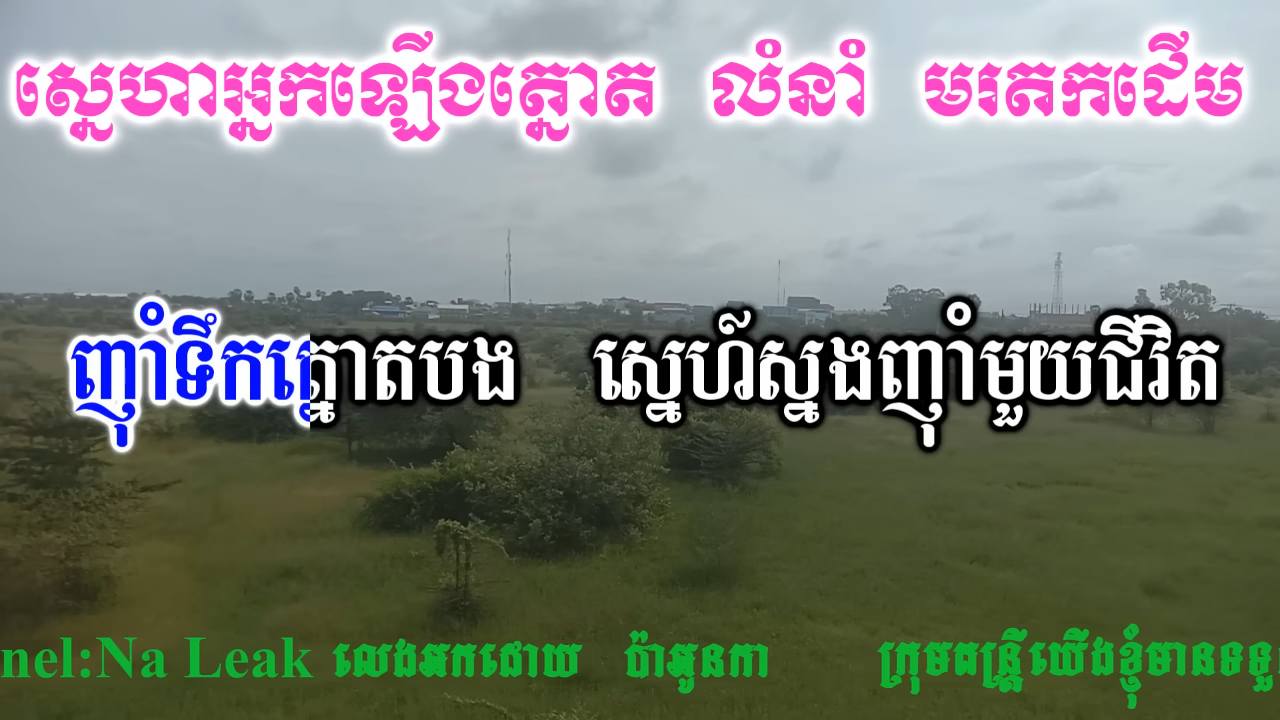 ស្នេហាអ្នកឡើងត្នោត លំនាំ មរតកដើម
ញ៉ាំទឹកត្នោតបង ស្នេហ៍ស្នងញ៉ាំមួយជីវិត
nel:Na Leak លេងអកដោយ ប៉ាអូនកា ក្រុមតន្ត្រីយើងខ្ញុំមានទទួ